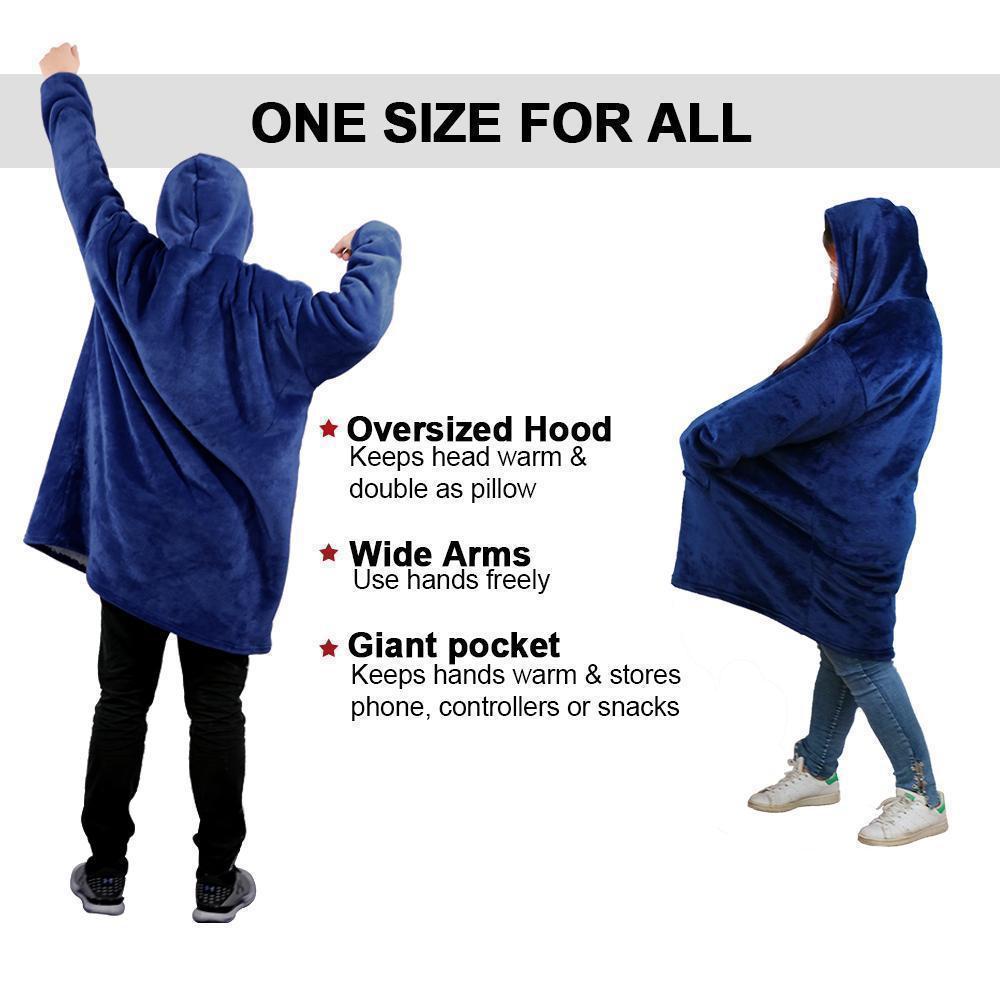 ONE SIZE FOR ALL
Oversized Hood
Keeps head warm &
double as pillow
Wide Arms
Use hands freely
Giant pocket
Keeps hands warm & stores
phone, controllers or snacks